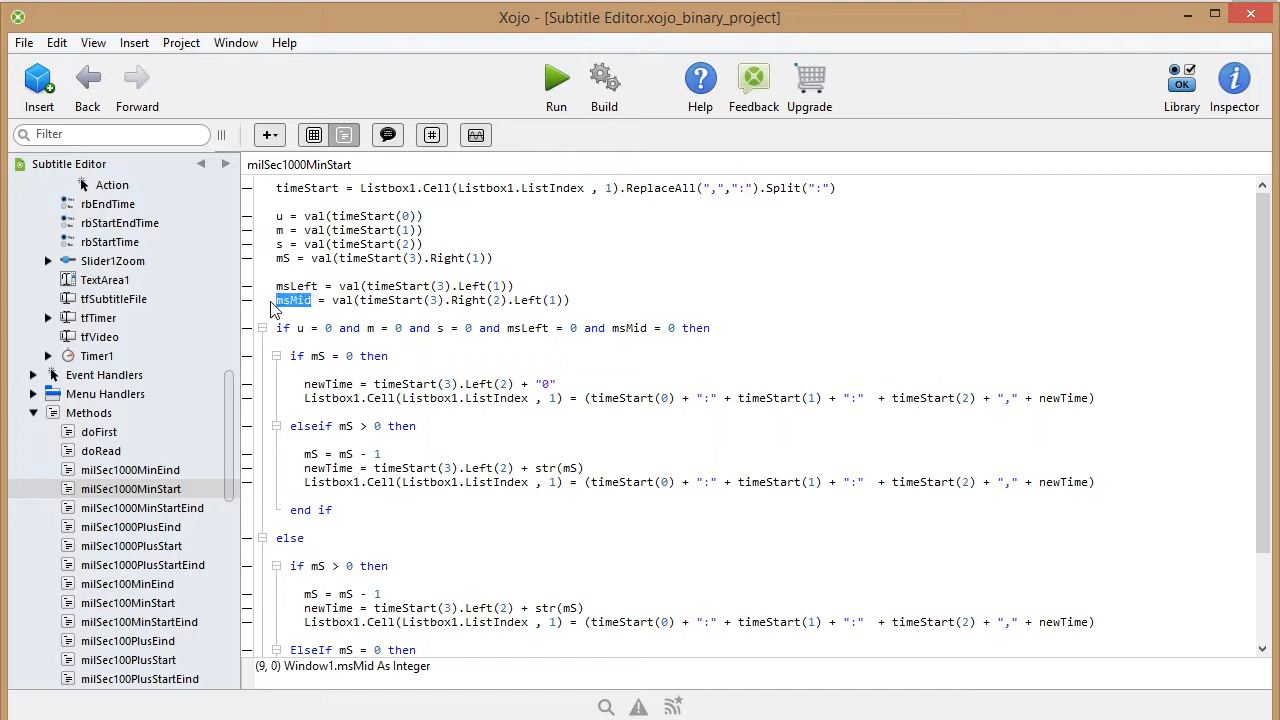 Xojo - [Subtitle Editor.xojo_binary_project]
File Edit View Insert Project Window Help
Insert Back Forward Run Build Help Feedback Upgrade OK Library Inspector
Filter
Subtitle Editor
Action
rbEndTime
rbStartEndTime
rbStartTime
Slider1Zoom
TextArea1
tfSubtitleFile
tfTimer
tfVideo
Timer1
Event Handlers
Menu Handlers
Methods
doFirst
doRead
milSec1000MinEind
milSec1000MinStart
milSec1000MinStartEind
milSec1000PlusEind
milSec1000PlusStart
milSec1000PlusStartEind
milSec100MinEind
milSec100MinStart
milSec100MinStartEind
milSec100PlusEind
milSec100PlusStart
milSec100PlusStartEind
milSec1000MinStart
timeStart = Listbox1.Cell(Listbox1.ListIndex , 1).ReplaceAll(",",":").Split(":")
u = val(timeStart(0))
m = val(timeStart(1))
s = val(timeStart(2))
mS = val(timeStart(3).Right(1))
msLeft = val(timeStart(3).Left(1))
msMid = val(timeStart(3).Right(2).Left(1))
if u = 0 and m = 0 and s = 0 and msLeft = 0 and msMid = 0 then
if mS = 0 then
newTime = timeStart(3).Left(2) + "0"
Listbox1.Cell(Listbox1.ListIndex , 1) = (timeStart(0) + ":" + timeStart(1) + ":"  + timeStart(2) + "," + newTime)
elseif mS > 0 then
mS = mS - 1
newTime = timeStart(3).Left(2) + str(mS)
Listbox1.Cell(Listbox1.ListIndex , 1) = (timeStart(0) + ":" + timeStart(1) + ":"  + timeStart(2) + "," + newTime)
end if
else
if mS > 0 then
mS = mS - 1
newTime = timeStart(3).Left(2) + str(mS)
Listbox1.Cell(Listbox1.ListIndex , 1) = (timeStart(0) + ":" + timeStart(1) + ":"  + timeStart(2) + "," + newTime)
ElseIf mS = 0 then
(9, 0) Window1.msMid As Integer